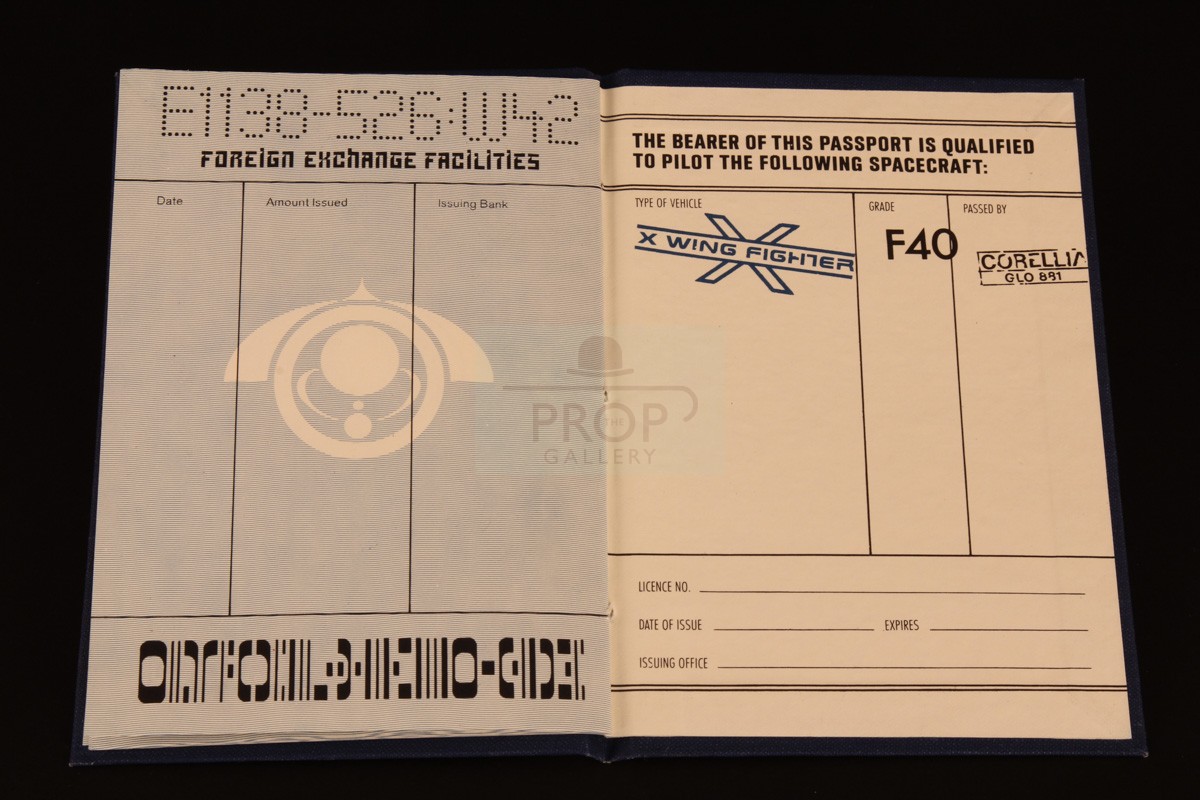 E1138-526:W42
FOREIGN EXCHANGE FACILITIES
Date
Amount Issued
Issuing Bank
THE BEARER OF THIS PASSPORT IS QUALIFIED
TO PILOT THE FOLLOWING SPACECRAFT:
TYPE OF VEHICLE
GRADE
PASSED BY
X WING FIGHTER
F40
CORELLIA
GLO 881
THE
PROP
GALLERY
LICENCE NO.
DATE OF ISSUE
EXPIRES
ISSUING OFFICE